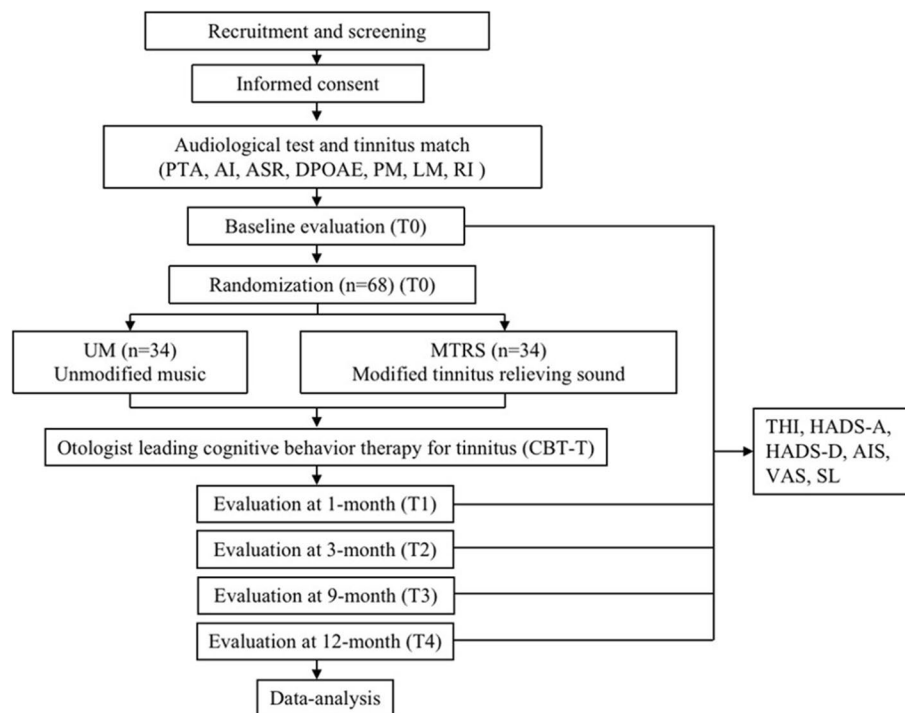 Recruitment and screening
Informed consent
Audiological test and tinnitus match
(PTA, AI, ASR, DPOAE, PM, LM, RI )
Baseline evaluation (T0)
Randomization (n=68) (T0)
UM (n=34)
Unmodified music
MTRS (n=34)
Modified tinnitus relieving sound
Otologist leading cognitive behavior therapy for tinnitus (CBT-T)
Evaluation at 1-month (T1)
Evaluation at 3-month (T2)
Evaluation at 9-month (T3)
Evaluation at 12-month (T4)
Data-analysis
THI, HADS-A,
HADS-D, AIS,
VAS, SL